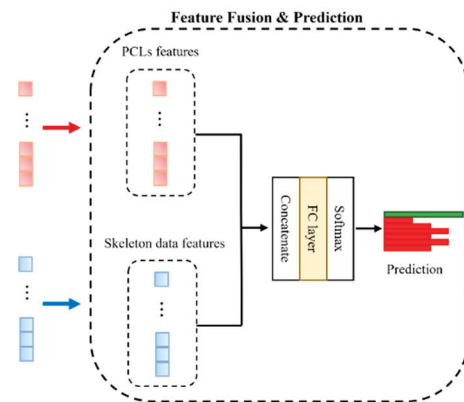 Feature Fusion & Prediction
PCLs features
Skeleton data features
Concatenate
FC layer
Softmax
Prediction